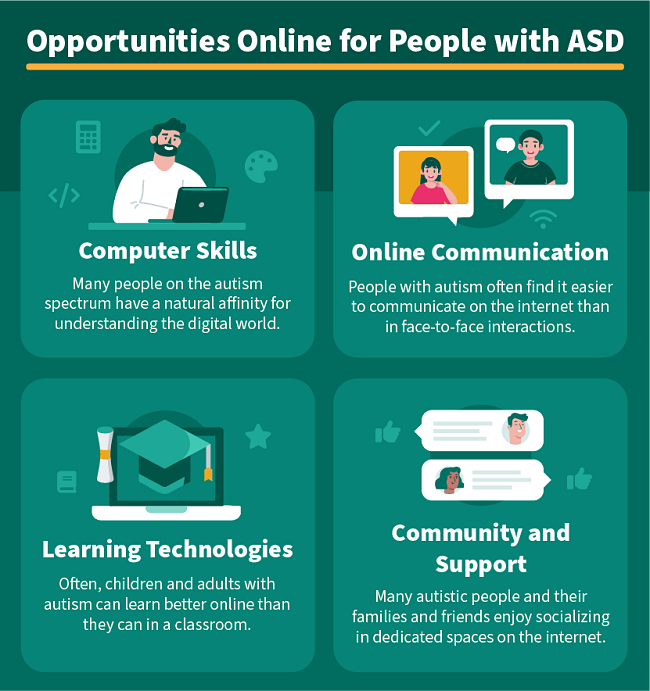 Opportunities Online for People with ASD
Computer Skills
Many people on the autism
spectrum have a natural affinity for
understanding the digital world.
Online Communication
People with autism often find it easier
to communicate on the internet than
in face-to-face interactions.
Learning Technologies
Often, children and adults with
autism can learn better online than
they can in a classroom.
Community and
Support
Many autistic people and their
families and friends enjoy socializing
in dedicated spaces on the internet.